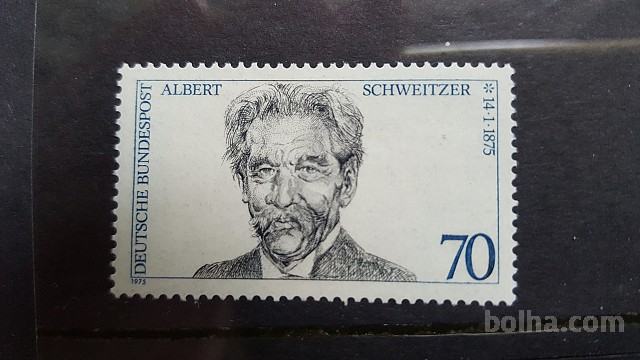 ALBERT SCHWEITZER
* 14·1·1875
DEUTSCHE BUNDESPOST
1975
70
bolha.com